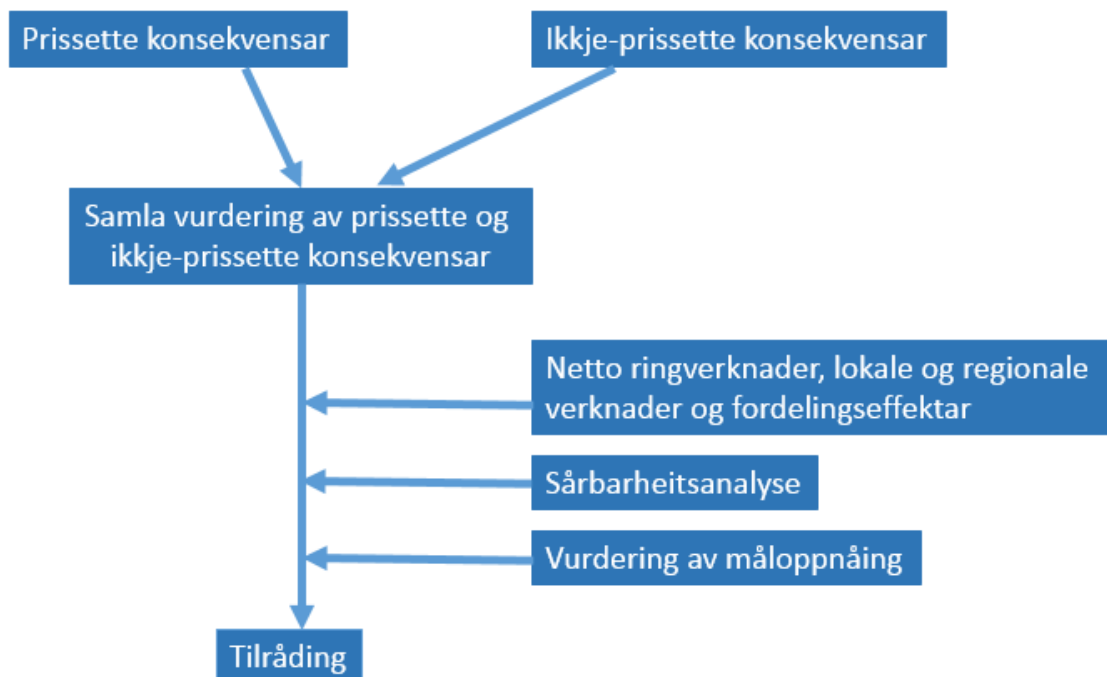 Prissette konsekvensar
Ikkje-prissette konsekvensar
Samla vurdering av prissette og
ikkje-prissette konsekvensar
Netto ringverknader, lokale og regionale
verknader og fordelingseffektar
Sårbarheitsanalyse
Vurdering av måloppnåing
Tilråding